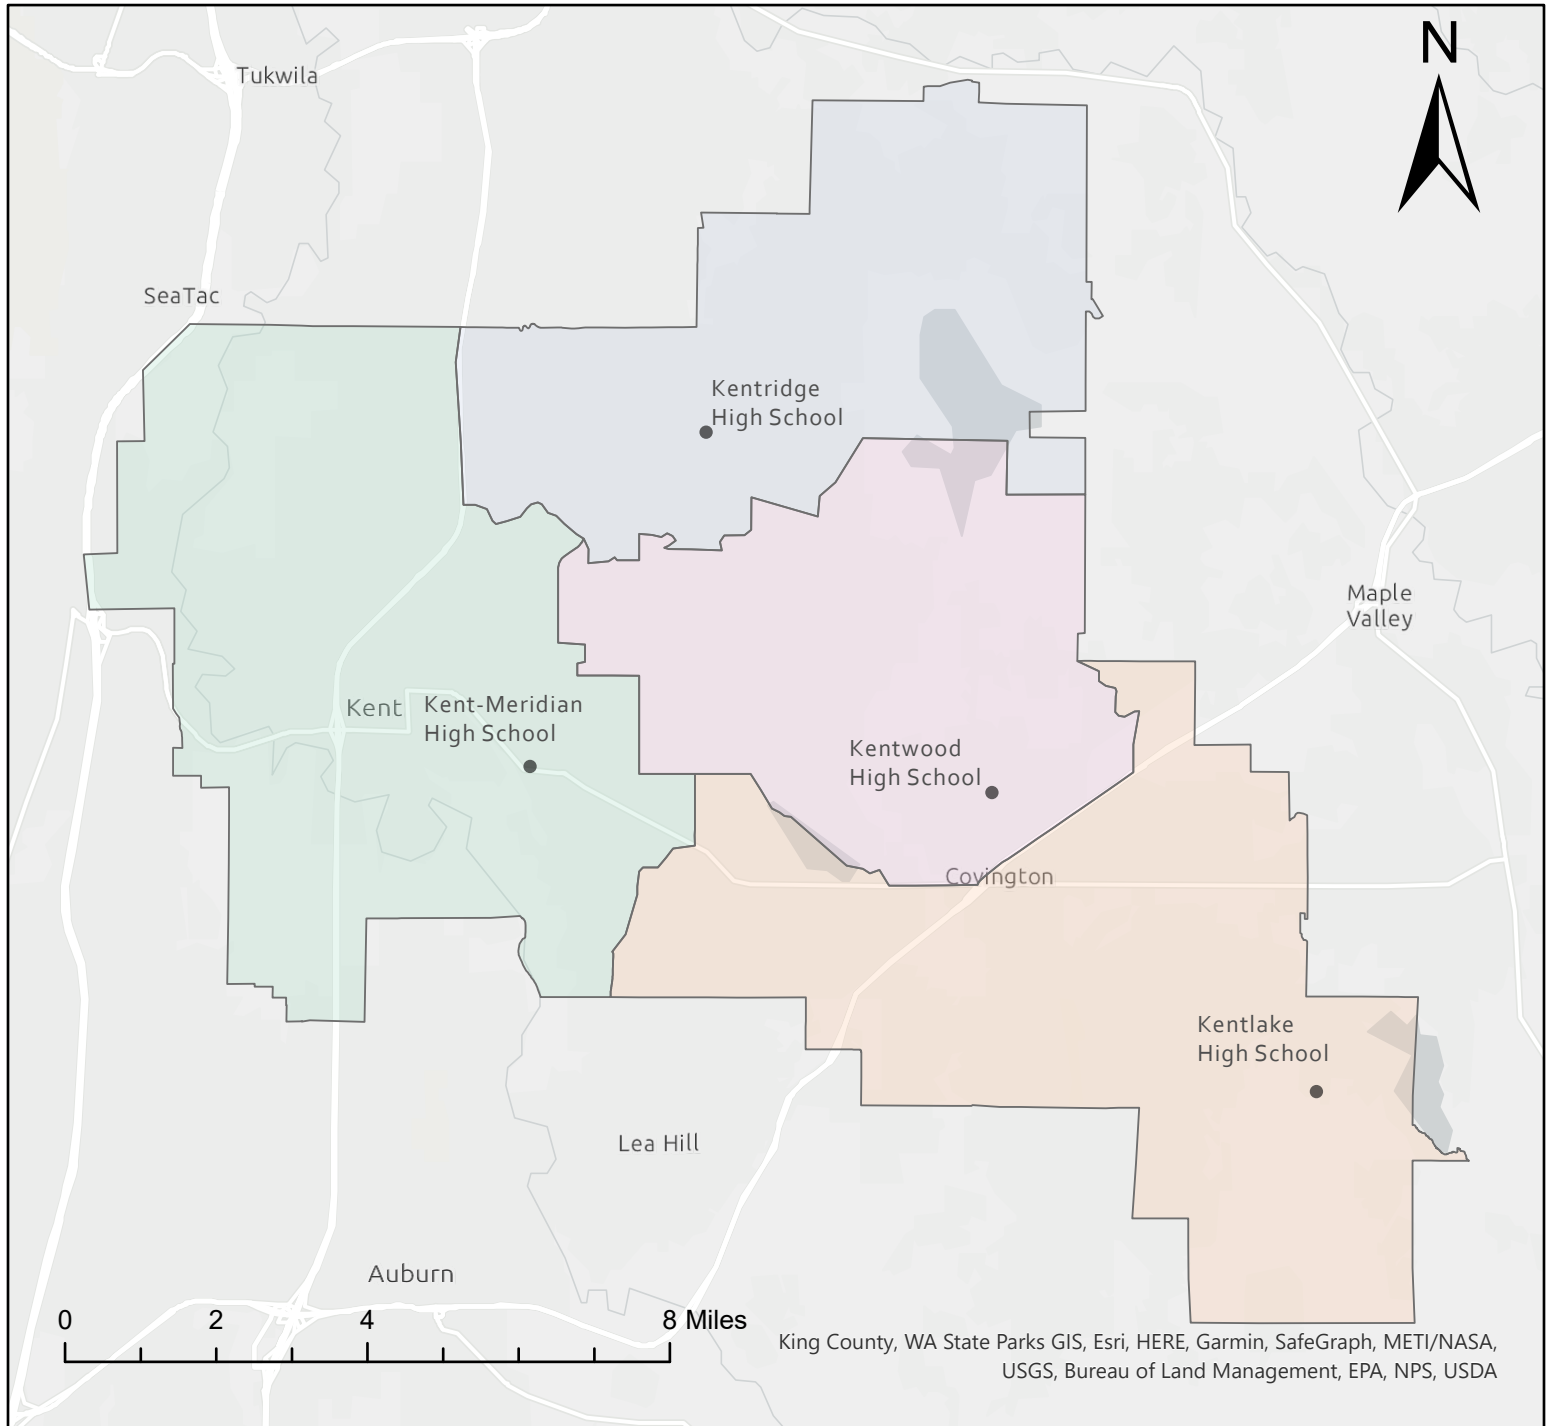 N
Tukwila
SeaTac
Kentridge
High School
Maple
Valley
Kent
Kent-Meridian
High School
Kentwood
High School
Covington
Kentlake
High School
Lea Hill
Auburn
0 2 4 8 Miles
King County, WA State Parks GIS, Esri, HERE, Garmin, SafeGraph, METI/NASA,
USGS, Bureau of Land Management, EPA, NPS, USDA